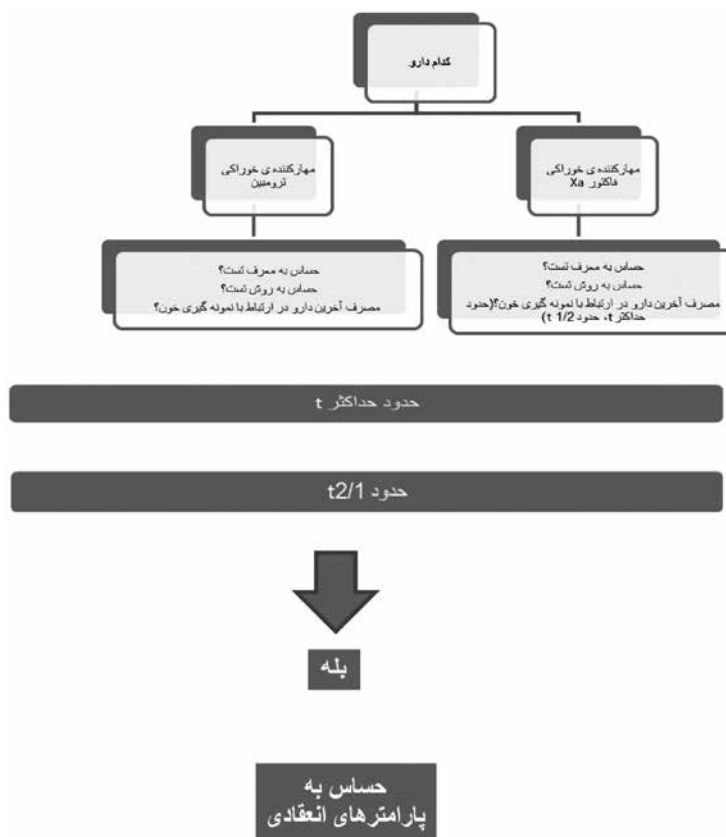 کدام دارو
مهارکننده ی خوراکی
فاکتور Xa
مهارکننده ی خوراکی
ترومبین
حساس به معرف تست؟
حساس به روش تست؟
مصرف آخرین دارو در ارتباط با نمونه گیری خون؟(حدود
حداکثر t، حدود t 1/2)
حساس به معرف تست؟
حساس به روش تست؟
مصرف آخرین دارو در ارتباط با نمونه گیری خون؟
حدود حداکثر t
حدود t2/1
بله
حساس به
پارامترهای انعقادی